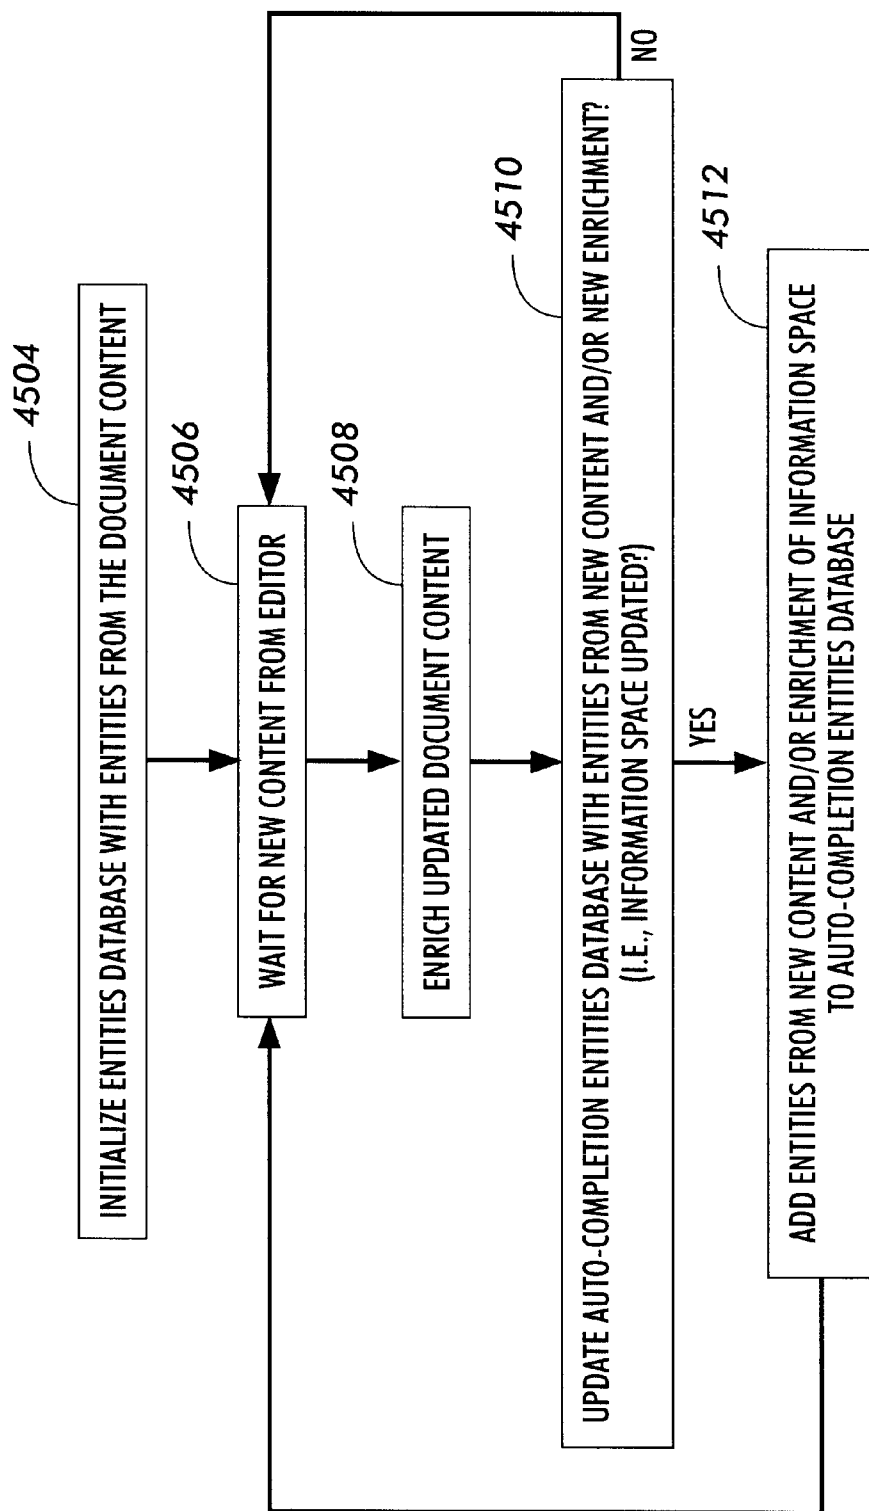 4504
INITIALIZE ENTITIES DATABASE WITH ENTITIES FROM THE DOCUMENT CONTENT
4506
WAIT FOR NEW CONTENT FROM EDITOR
4508
ENRICH UPDATED DOCUMENT CONTENT
4510
UPDATE AUTO-COMPLETION ENTITIES DATABASE WITH ENTITIES FROM NEW CONTENT AND/OR NEW ENRICHMENT?
(I.E., INFORMATION SPACE UPDATED?)
NO
YES
4512
ADD ENTITIES FROM NEW CONTENT AND/OR ENRICHMENT OF INFORMATION SPACE
TO AUTO-COMPLETION ENTITIES DATABASE